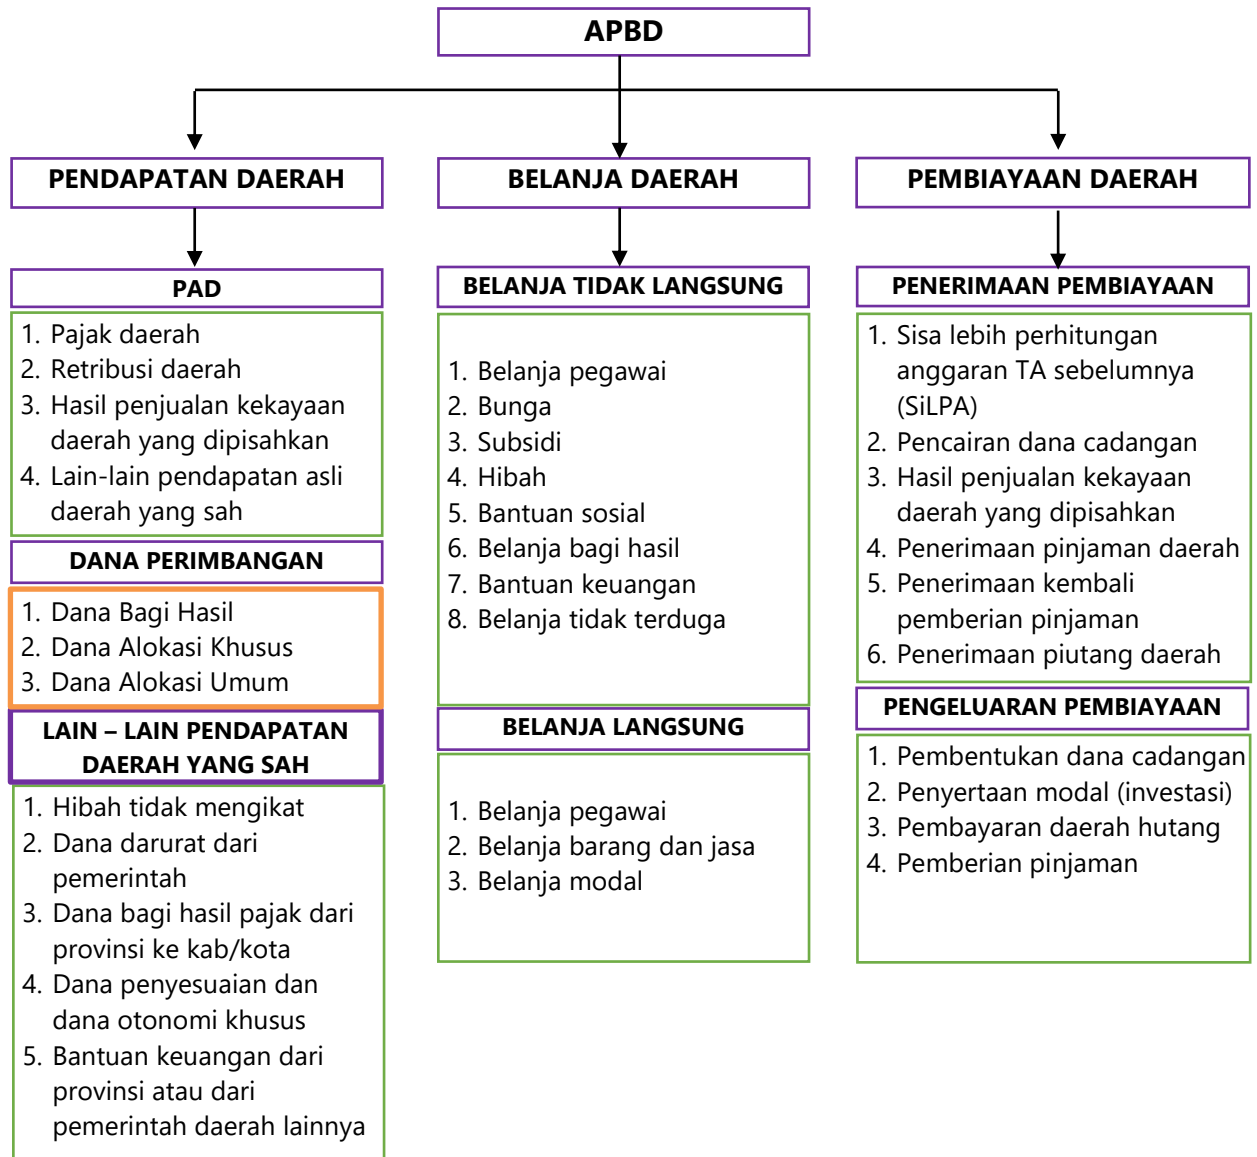 APBD
PENDAPATAN DAERAH
PAD
1. Pajak daerah
2. Retribusi daerah
3. Hasil penjualan kekayaan
daerah yang dipisahkan
4. Lain-lain pendapatan asli
daerah yang sah
DANA PERIMBANGAN
1. Dana Bagi Hasil
2. Dana Alokasi Khusus
3. Dana Alokasi Umum
LAIN – LAIN PENDAPATAN
DAERAH YANG SAH
1. Hibah tidak mengikat
2. Dana darurat dari
pemerintah
3. Dana bagi hasil pajak dari
provinsi ke kab/kota
4. Dana penyesuaian dan
dana otonomi khusus
5. Bantuan keuangan dari
provinsi atau dari
pemerintah daerah lainnya
BELANJA DAERAH
BELANJA TIDAK LANGSUNG
1. Belanja pegawai
2. Bunga
3. Subsidi
4. Hibah
5. Bantuan sosial
6. Belanja bagi hasil
7. Bantuan keuangan
8. Belanja tidak terduga
BELANJA LANGSUNG
1. Belanja pegawai
2. Belanja barang dan jasa
3. Belanja modal
PEMBIAYAAN DAERAH
PENERIMAAN PEMBIAYAAN
1. Sisa lebih perhitungan
anggaran TA sebelumnya
(SiLPA)
2. Pencairan dana cadangan
3. Hasil penjualan kekayaan
daerah yang dipisahkan
4. Penerimaan pinjaman daerah
5. Penerimaan kembali
pemberian pinjaman
6. Penerimaan piutang daerah
PENGELUARAN PEMBIAYAAN
1. Pembentukan dana cadangan
2. Penyertaan modal (investasi)
3. Pembayaran daerah hutang
4. Pemberian pinjaman